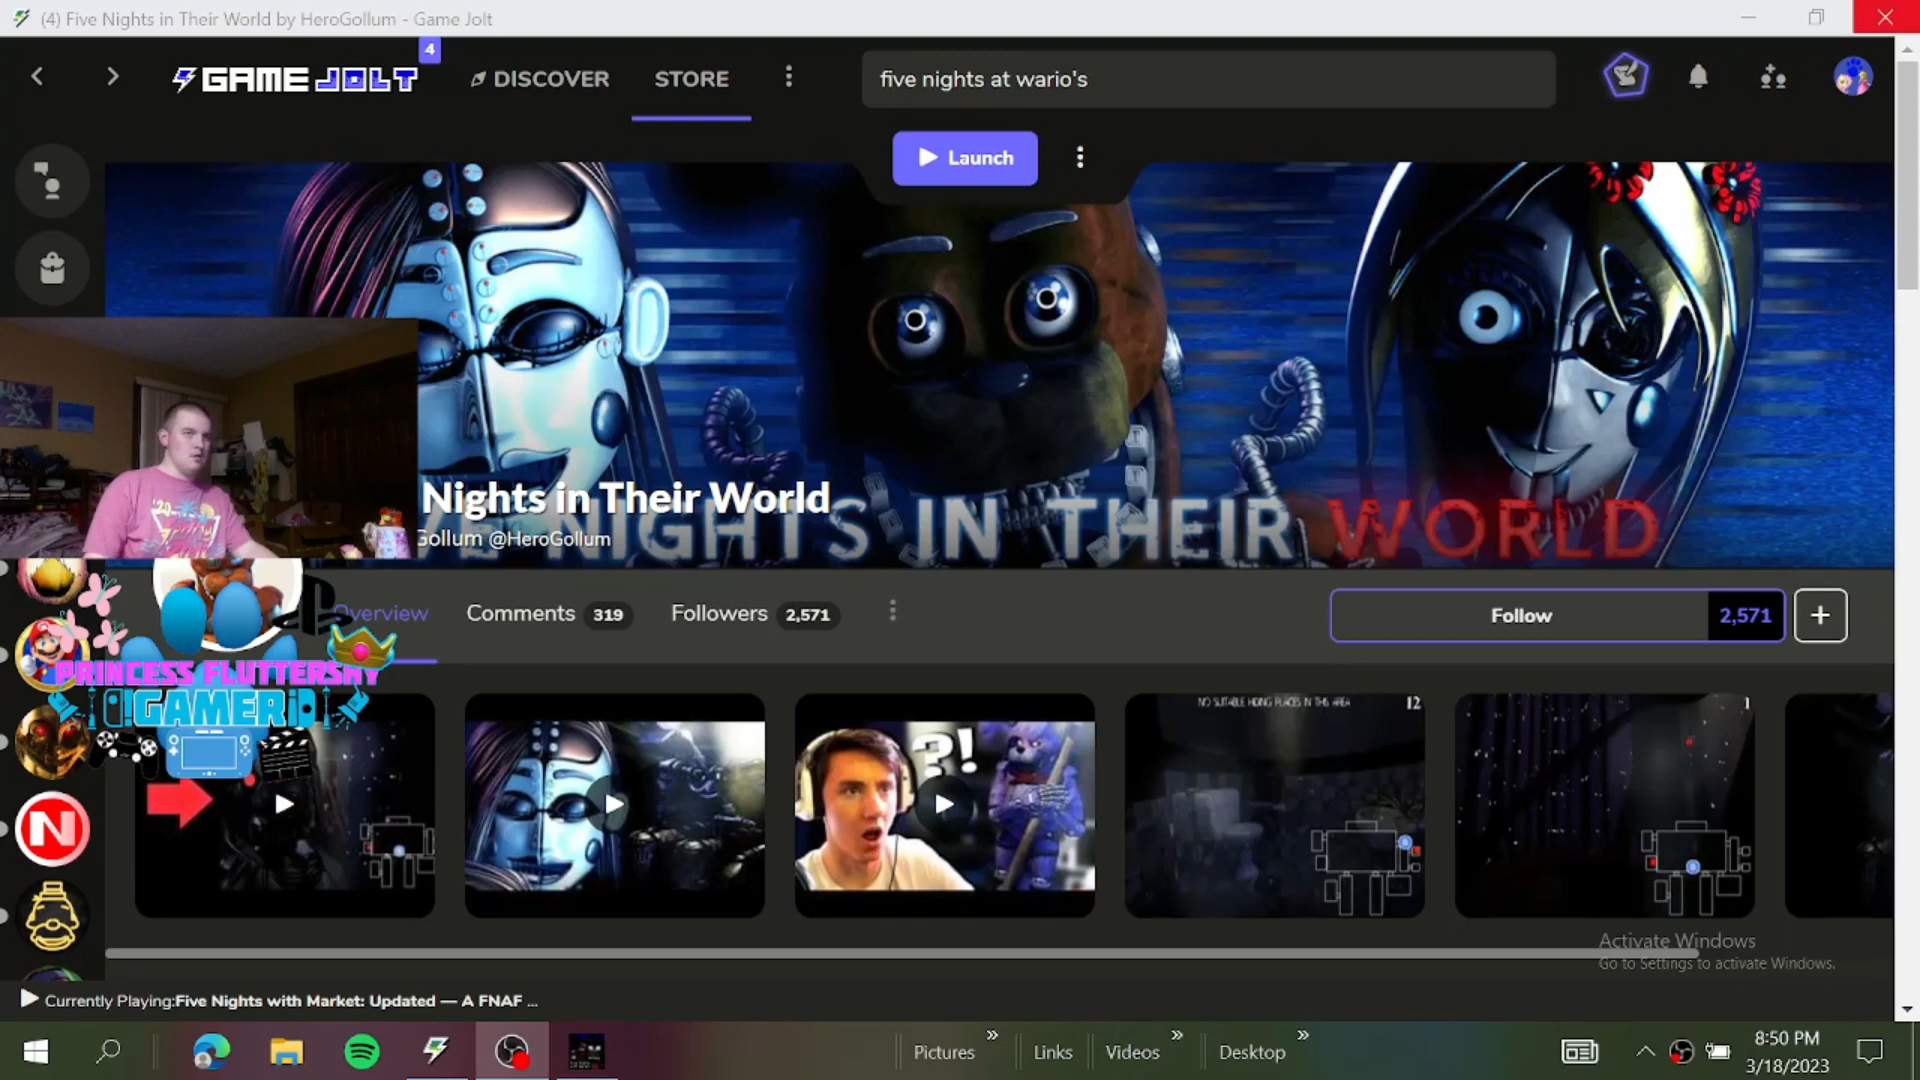 (4) Five Nights in Their World by HeroGollum - Game Jolt
4
GAME JOLT
DISCOVER
STORE
five nights at wario's
Launch
Nights in Their World
Gollum @HeroGollum
NIGHTS IN THEIR WORLD
Overview
Comments 319
Followers 2,571
Follow 2,571
PRINCESS FLUTTERSHY
GAMER
?!
NO SUITABLE HIDING PLACES IN THIS AREA
12
1
N
Activate Windows
Go to Settings to activate Windows.
Currently Playing:Five Nights with Market: Updated — A FNAF ...
Pictures
Links
Videos
Desktop
8:50 PM
3/18/2023